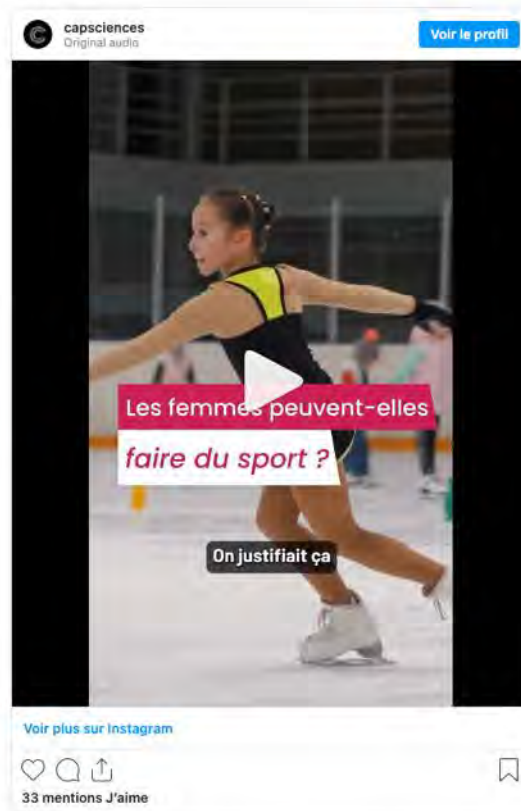 capsciences
Original audio
Voir le profil
Les femmes peuvent-elles
faire du sport ?
On justifiait ça
Voir plus sur Instagram
33 mentions J'aime